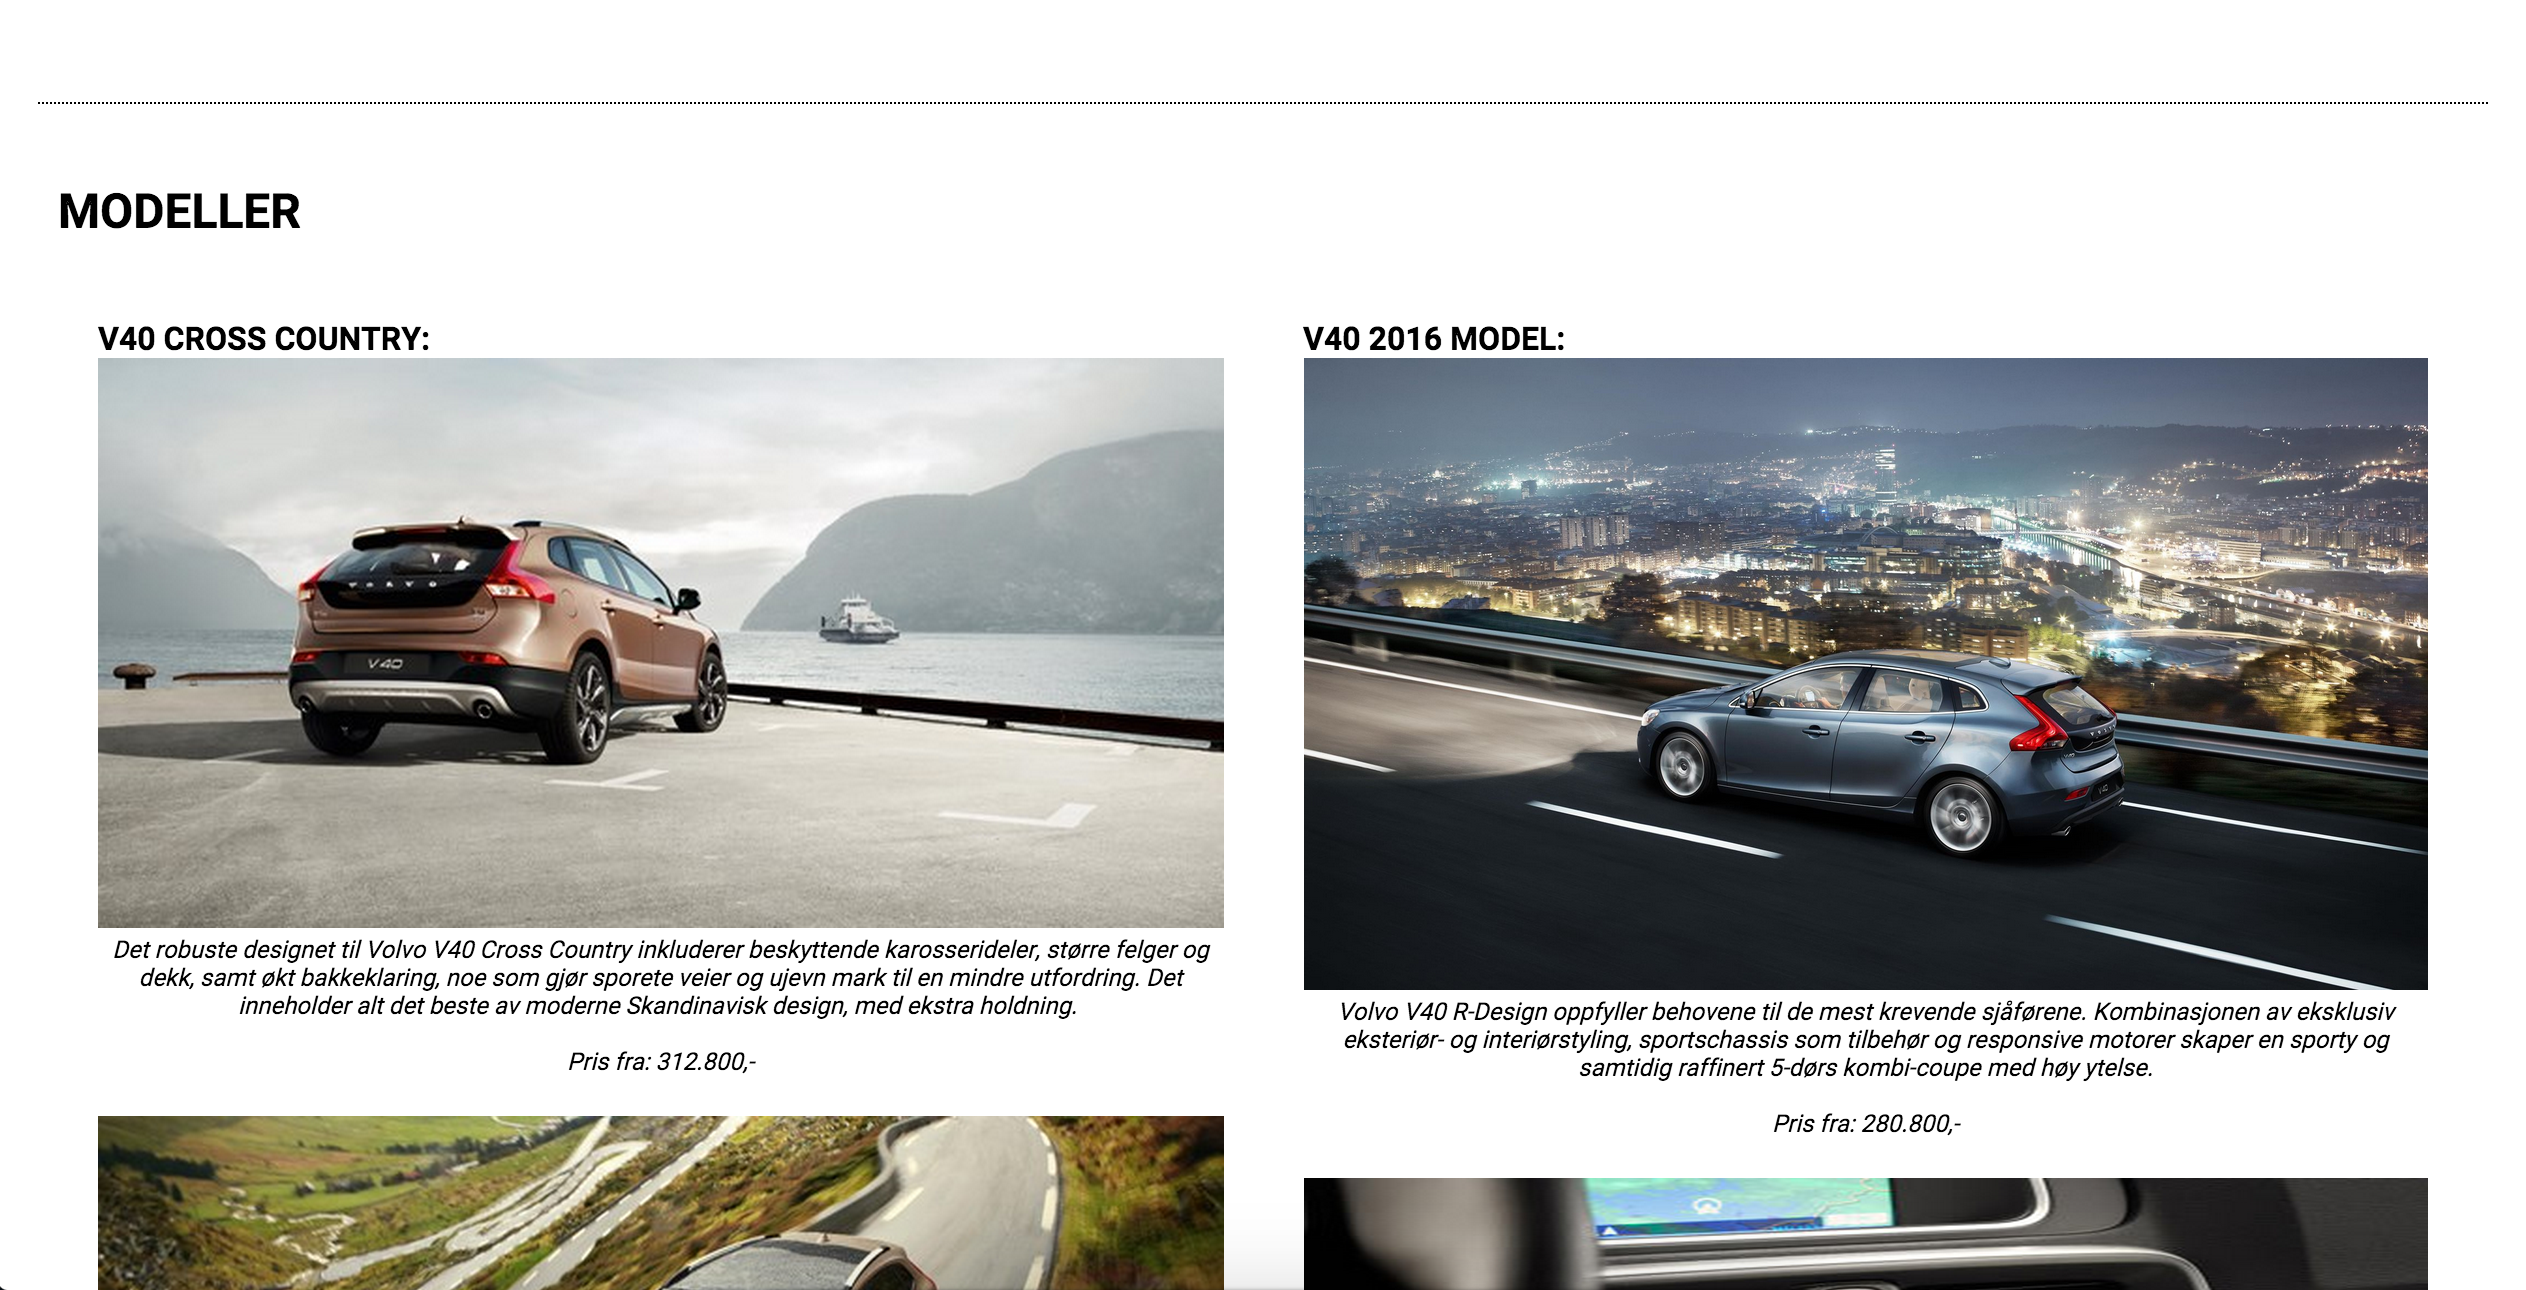 MODELLER
V40 CROSS COUNTRY:
VOLVO
V40
Det robuste designet til Volvo V40 Cross Country inkluderer beskyttende karosserideler, større felger og
dekk, samt økt bakkeklaring, noe som gjør sporete veier og ujevn mark til en mindre utfordring. Det
inneholder alt det beste av moderne Skandinavisk design, med ekstra holdning.
Pris fra: 312.800,-
V40 2016 MODEL:
VOLVO
V40
Volvo V40 R-Design oppfyller behovene til de mest krevende sjåførene. Kombinasjonen av eksklusiv
eksteriør- og interiørstyling, sportschassis som tilbehør og responsive motorer skaper en sporty og
samtidig raffinert 5-dørs kombi-coupe med høy ytelse.
Pris fra: 280.800,-